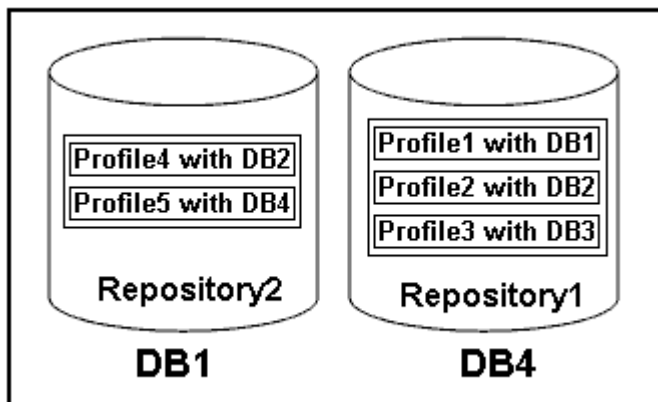 Profile4 with DB2
Profile5 with DB4
Repository2
DB1
Profile1 with DB1
Profile2 with DB2
Profile3 with DB3
Repository1
DB4